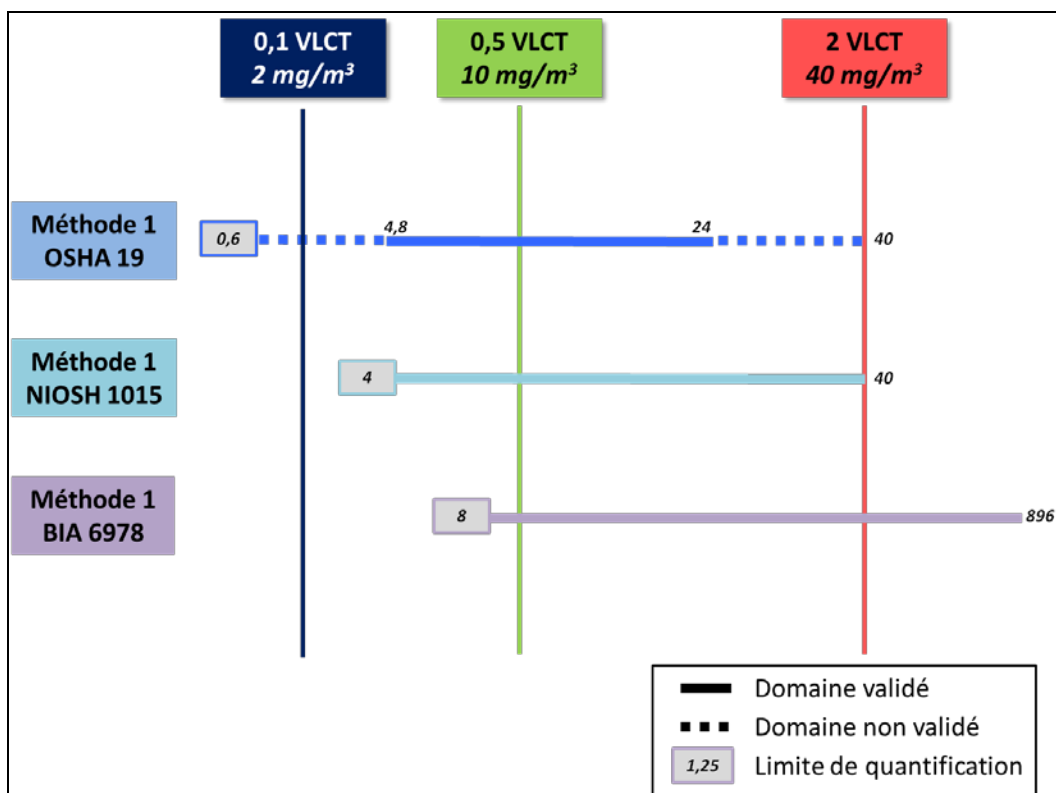 0,1 VLCT
2 mg/m³
0,5 VLCT
10 mg/m³
2 VLCT
40 mg/m³
Méthode 1
OSHA 19
0,6
4,8
24
40
Méthode 1
NIOSH 1015
4
40
Méthode 1
BIA 6978
8
896
Domaine validé
Domaine non validé
1,25
Limite de quantification